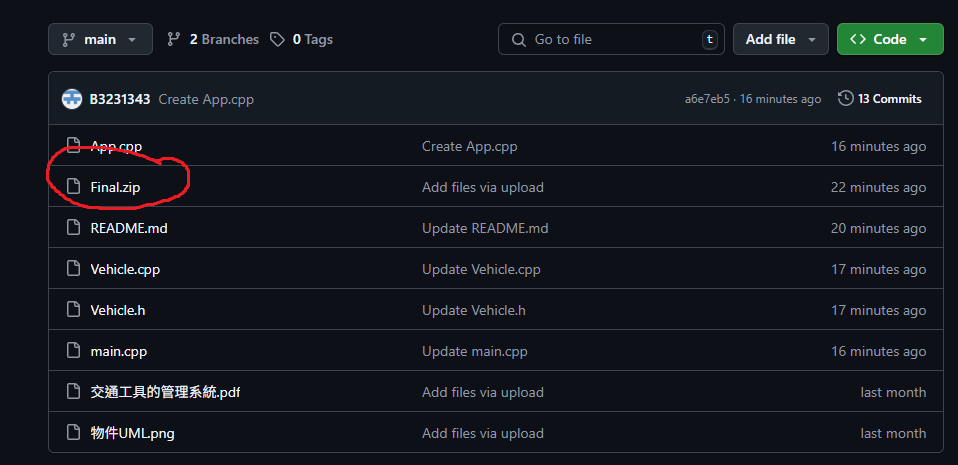 main 2 Branches 0 Tags Go to file t Add file Code
B3231343 Create App.cpp a6e7eb5 · 16 minutes ago 13 Commits
App.cpp Create App.cpp 16 minutes ago
Final.zip Add files via upload 22 minutes ago
README.md Update README.md 20 minutes ago
Vehicle.cpp Update Vehicle.cpp 17 minutes ago
Vehicle.h Update Vehicle.h 17 minutes ago
main.cpp Update main.cpp 16 minutes ago
交通工具的管理系統.pdf Add files via upload last month
物件UML.png Add files via upload last month